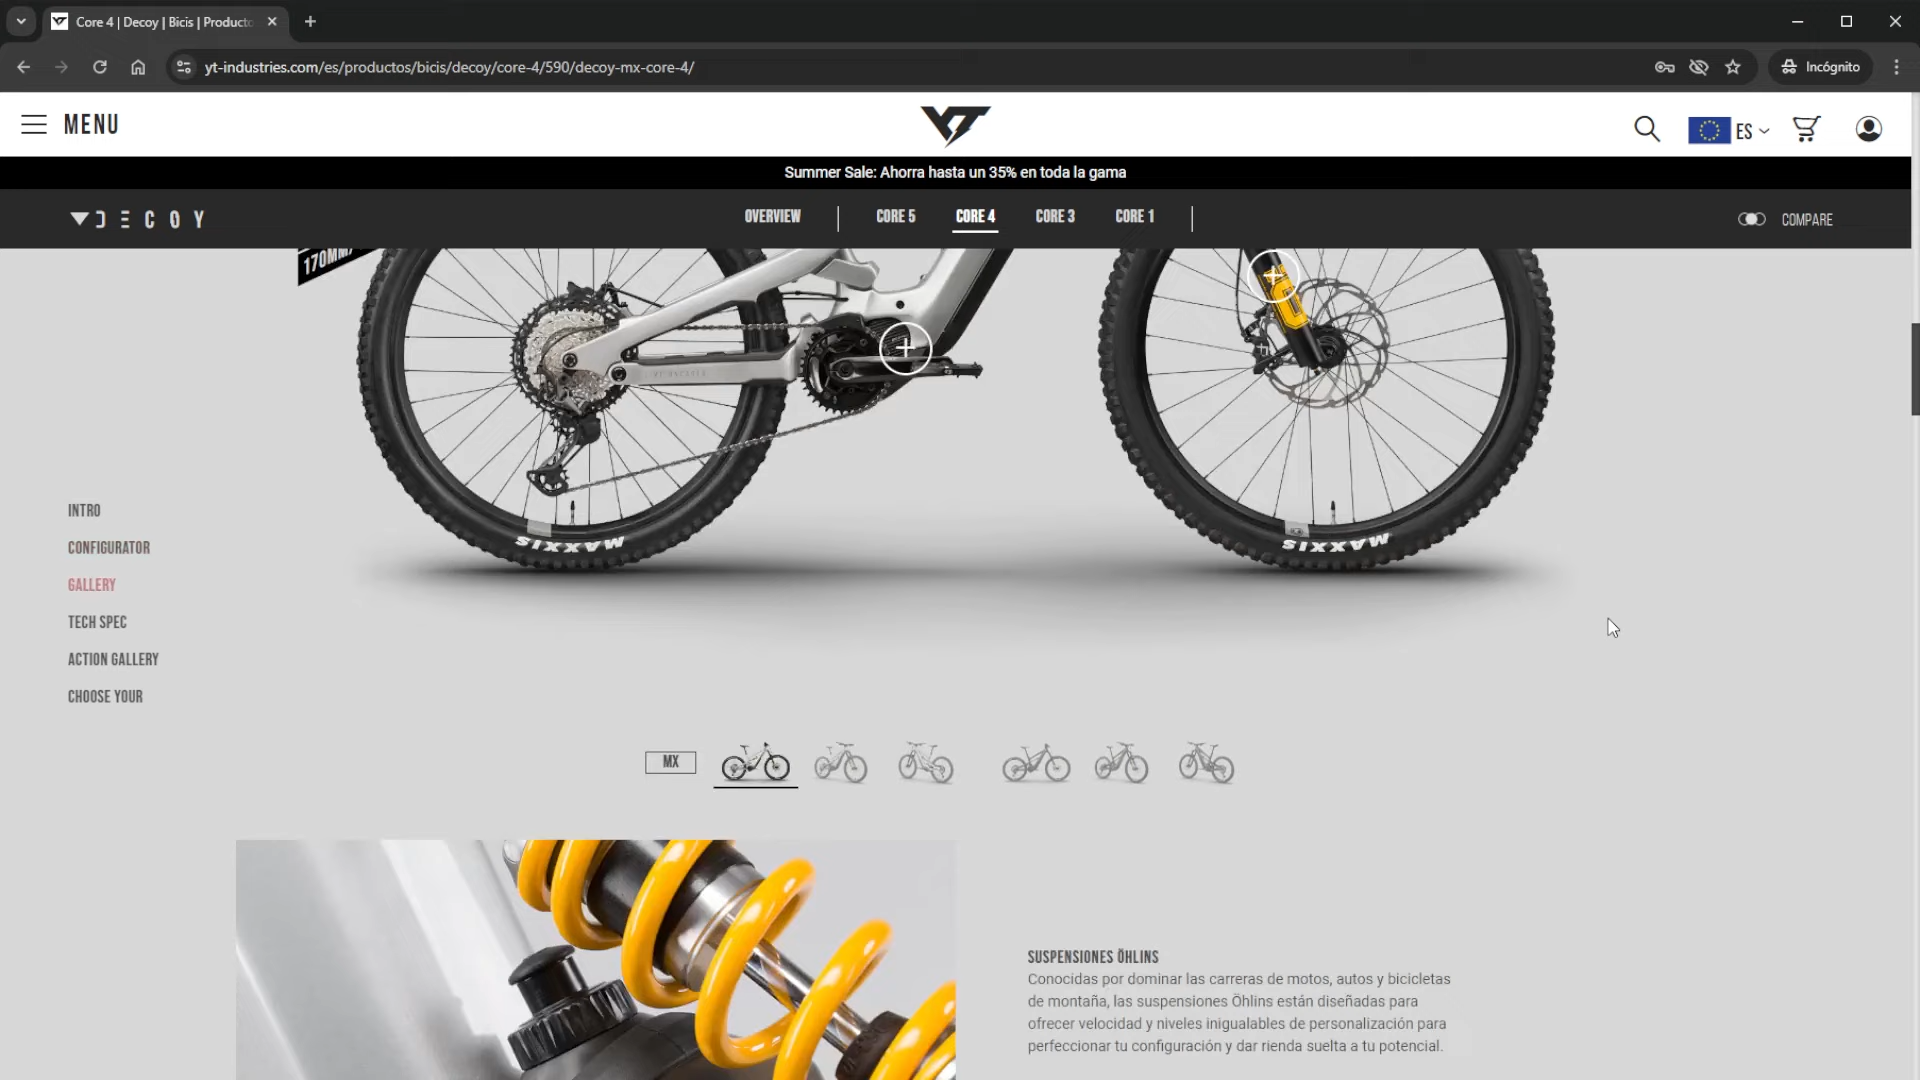 Core 4 | Decoy | Bicis | Producto
yt-industries.com/es/productos/bicis/decoy/core-4/590/decoy-mx-core-4/
Incógnito
MENU
YT
ES
Summer Sale: Ahorra hasta un 35% en toda la gama
DECOY
OVERVIEW
CORE 5
CORE 4
CORE 3
CORE 1
COMPARE
170MM
MAXXIS
MAXXIS
INTRO
CONFIGURATOR
GALLERY
TECH SPEC
ACTION GALLERY
CHOOSE YOUR
MX
SUSPENSIONES ÖHLINS
Conocidas por dominar las carreras de motos, autos y bicicletas
de montaña, las suspensiones Öhlins están diseñadas para
ofrecer velocidad y niveles inigualables de personalización para
perfeccionar tu configuración y dar rienda suelta a tu potencial.